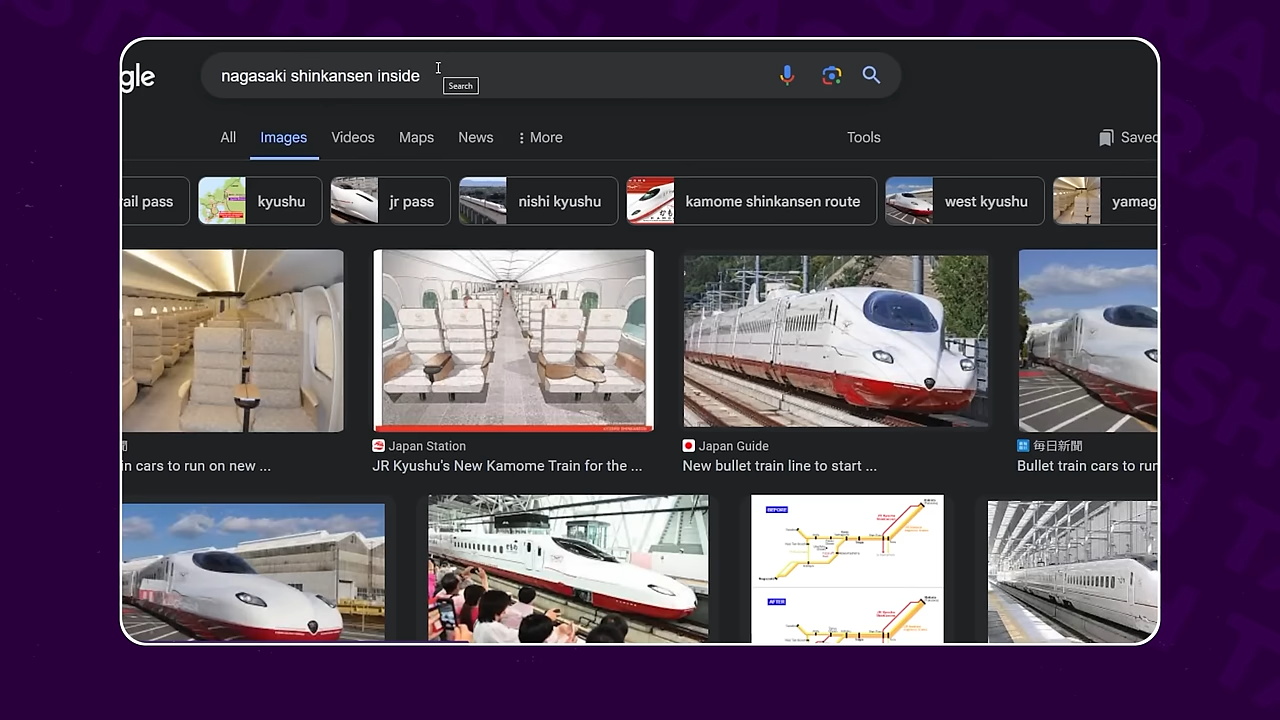 gle
nagasaki shinkansen inside
Search
All Images Videos Maps News More
Tools
Saved
ail pass
kyushu
jr pass
nishi kyushu
kamome shinkansen route
west kyushu
yamag
Japan Station
Japan Guide
毎日新聞
in cars to run on new ...
JR Kyushu's New Kamome Train for the ...
New bullet train line to start ...
Bullet train cars to run
BEFORE
AFTER